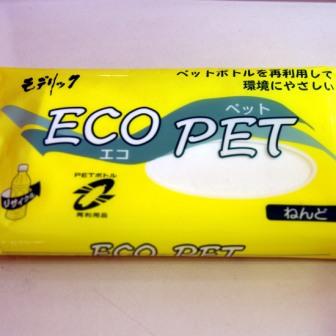 モデリック
ペットボトルを再利用して
環境にやさしい
ペット
ECO PET
エコ
PETボトル
再利用品
リサイクル
ねんど
ECO PET